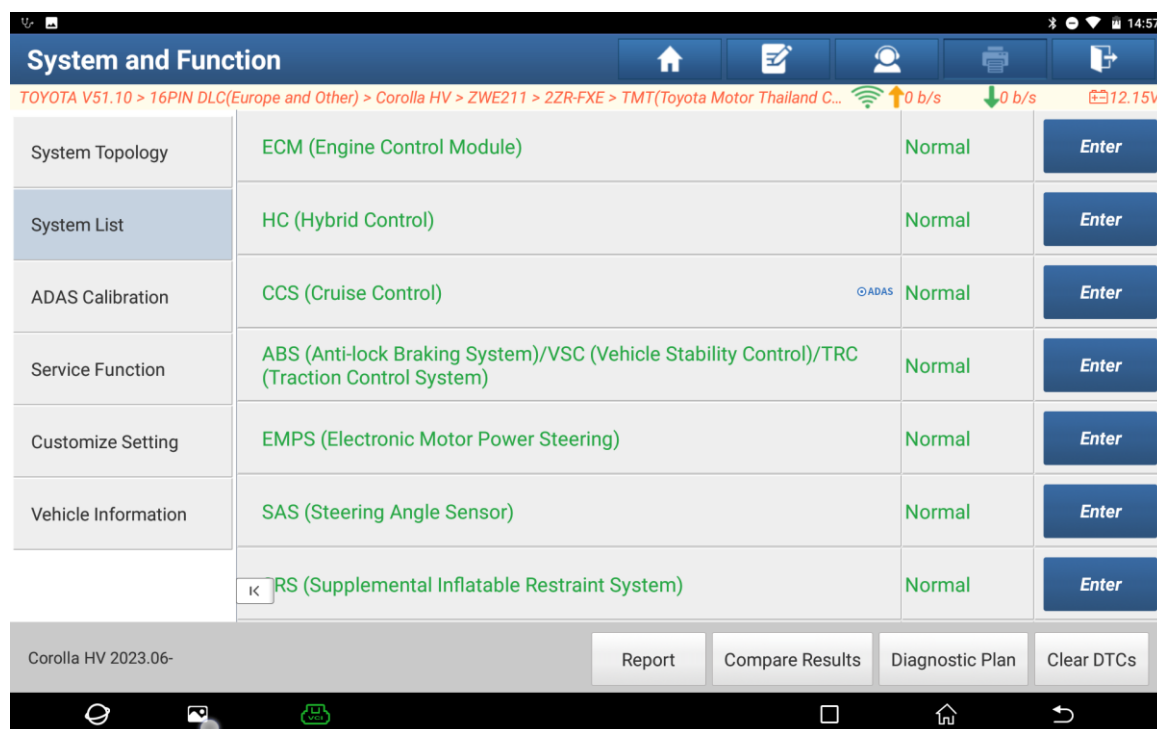 14:57
System and Function
TOYOTA V51.10 > 16PIN DLC(Europe and Other) > Corolla HV > ZWE211 > 2ZR-FXE > TMT(Toyota Motor Thailand C... 0 b/s 0 b/s 12.15V
System Topology
System List
ADAS Calibration
Service Function
Customize Setting
Vehicle Information
ECM (Engine Control Module) Normal Enter
HC (Hybrid Control) Normal Enter
CCS (Cruise Control) ADAS Normal Enter
ABS (Anti-lock Braking System)/VSC (Vehicle Stability Control)/TRC
(Traction Control System) Normal Enter
EMPS (Electronic Motor Power Steering) Normal Enter
SAS (Steering Angle Sensor) Normal Enter
RS (Supplemental Inflatable Restraint System) Normal Enter
Corolla HV 2023.06- Report Compare Results Diagnostic Plan Clear DTCs
VCI